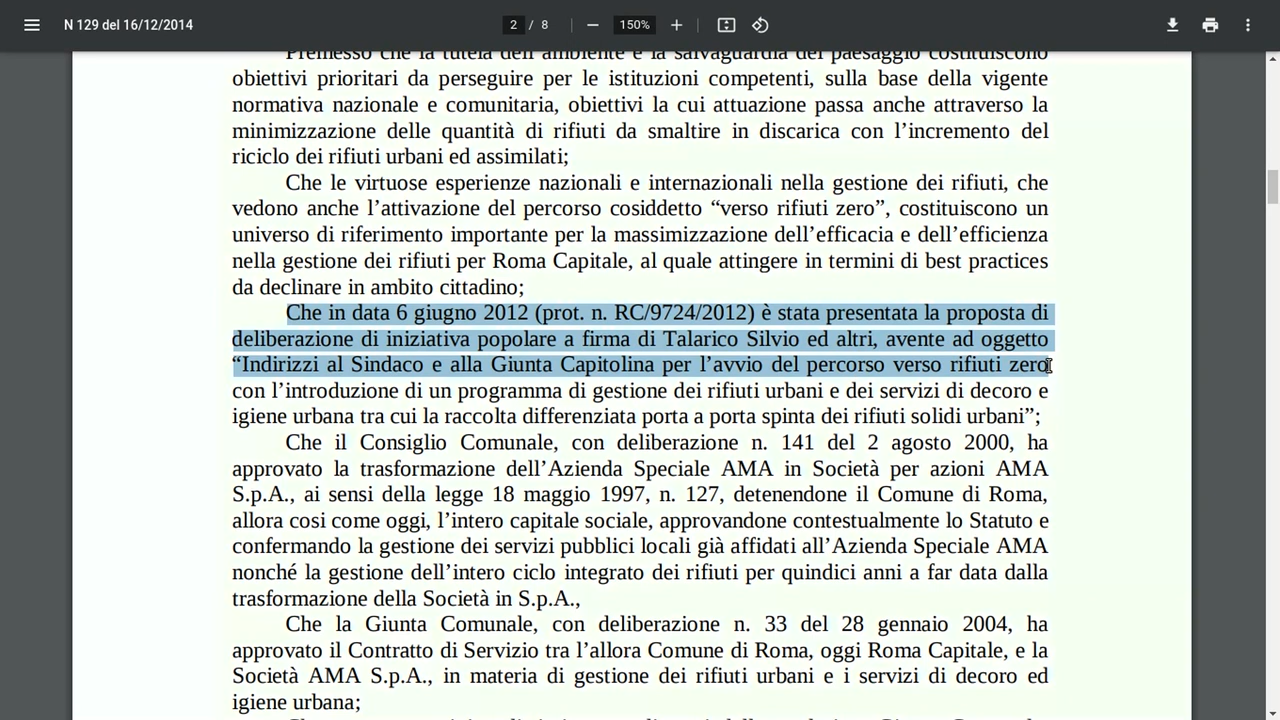 N 129 del 16/12/2014
2 / 8
150%
Premesso che la tutela dell'ambiente e la salvaguardia del paesaggio costituiscono
obiettivi prioritari da perseguire per le istituzioni competenti, sulla base della vigente
normativa nazionale e comunitaria, obiettivi la cui attuazione passa anche attraverso la
minimizzazione delle quantità di rifiuti da smaltire in discarica con l’incremento del
riciclo dei rifiuti urbani ed assimilati;
Che le virtuose esperienze nazionali e internazionali nella gestione dei rifiuti, che
vedono anche l’attivazione del percorso cosiddetto “verso rifiuti zero”, costituiscono un
universo di riferimento importante per la massimizzazione dell’efficacia e dell’efficienza
nella gestione dei rifiuti per Roma Capitale, al quale attingere in termini di best practices
da declinare in ambito cittadino;
Che in data 6 giugno 2012 (prot. n. RC/9724/2012) è stata presentata la proposta di
deliberazione di iniziativa popolare a firma di Talarico Silvio ed altri, avente ad oggetto
“Indirizzi al Sindaco e alla Giunta Capitolina per l’avvio del percorso verso rifiuti zero
con l’introduzione di un programma di gestione dei rifiuti urbani e dei servizi di decoro e
igiene urbana tra cui la raccolta differenziata porta a porta spinta dei rifiuti solidi urbani”;
Che il Consiglio Comunale, con deliberazione n. 141 del 2 agosto 2000, ha
approvato la trasformazione dell’Azienda Speciale AMA in Società per azioni AMA
S.p.A., ai sensi della legge 18 maggio 1997, n. 127, detenendone il Comune di Roma,
allora cosi come oggi, l’intero capitale sociale, approvandone contestualmente lo Statuto e
confermando la gestione dei servizi pubblici locali già affidati all’Azienda Speciale AMA
nonché la gestione dell’intero ciclo integrato dei rifiuti per quindici anni a far data dalla
trasformazione della Società in S.p.A.,
Che la Giunta Comunale, con deliberazione n. 33 del 28 gennaio 2004, ha
approvato il Contratto di Servizio tra l’allora Comune di Roma, oggi Roma Capitale, e la
Società AMA S.p.A., in materia di gestione dei rifiuti urbani e i servizi di decoro ed
igiene urbana;